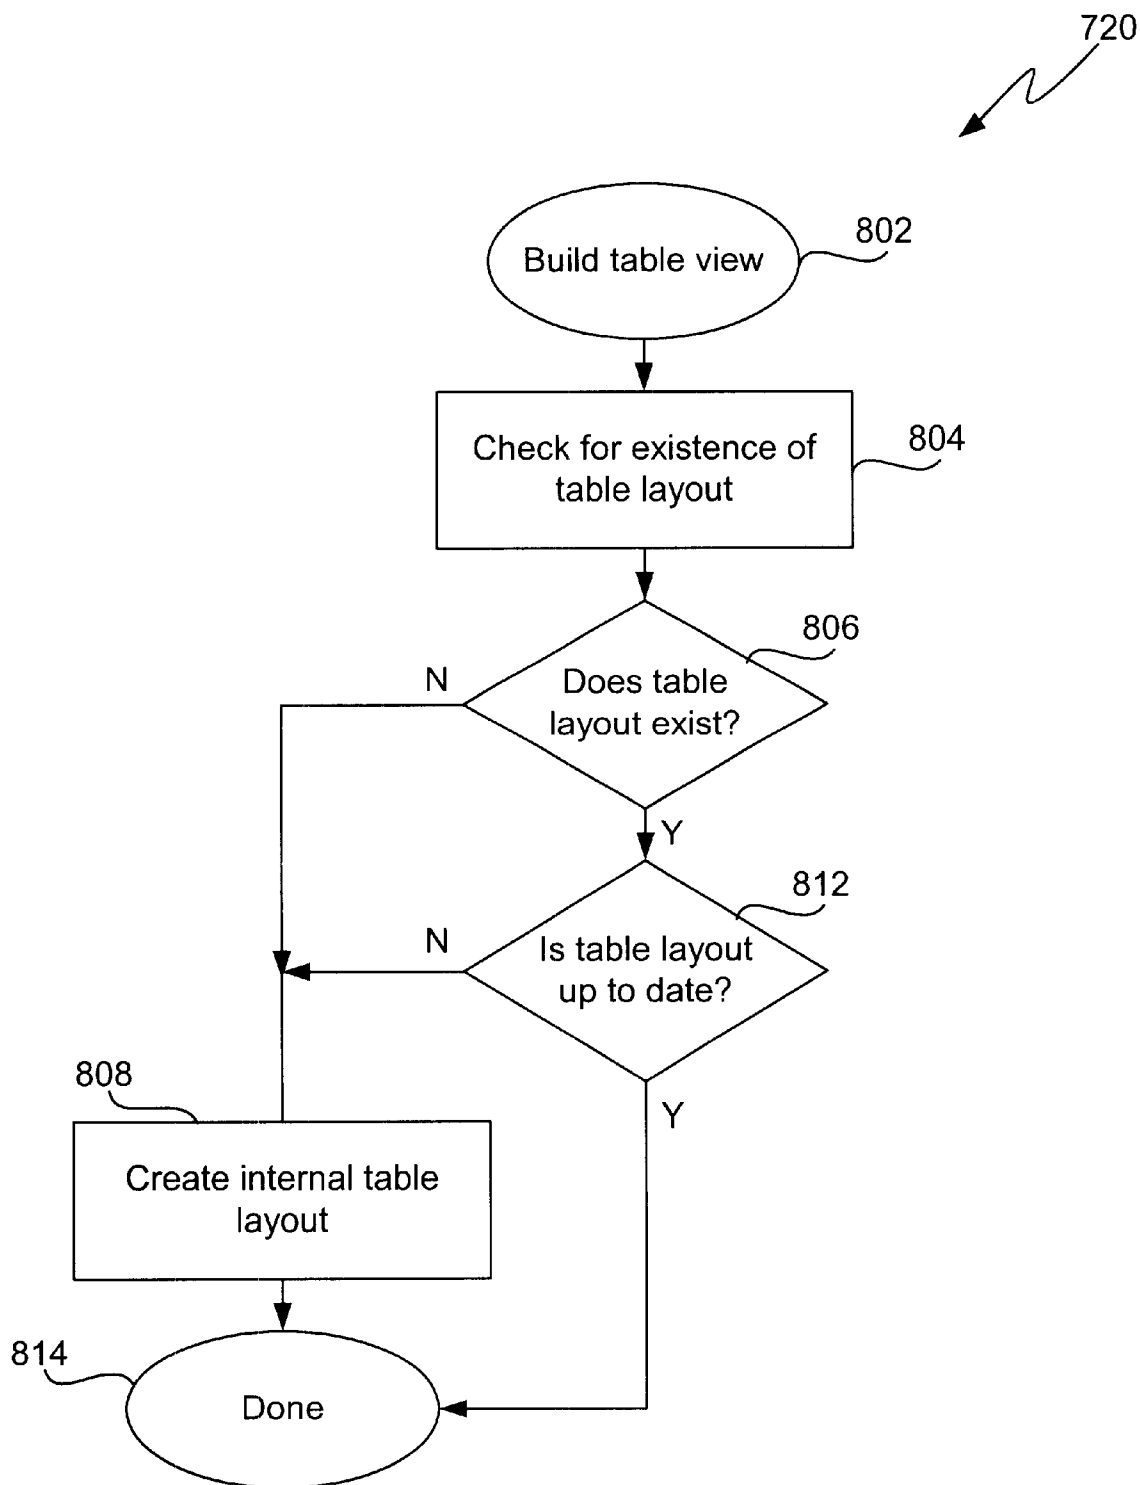 720
Build table view
802
Check for existence of
table layout
804
806
Does table
layout exist?
N
Y
812
Is table layout
up to date?
N
Y
808
Create internal table
layout
814
Done